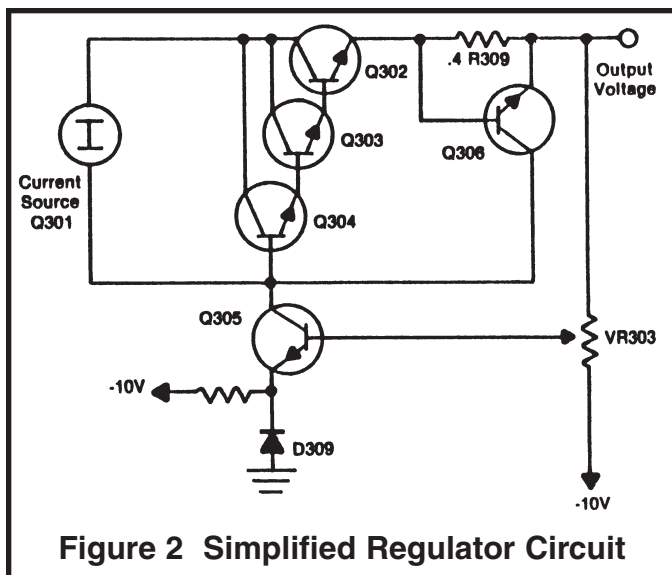 .4 R309
Q302
Output
Voltage
Q303
Q306
Current
Source
Q301
Q304
Q305
VR303
-10V
D309
-10V
Figure 2 Simplified Regulator Circuit